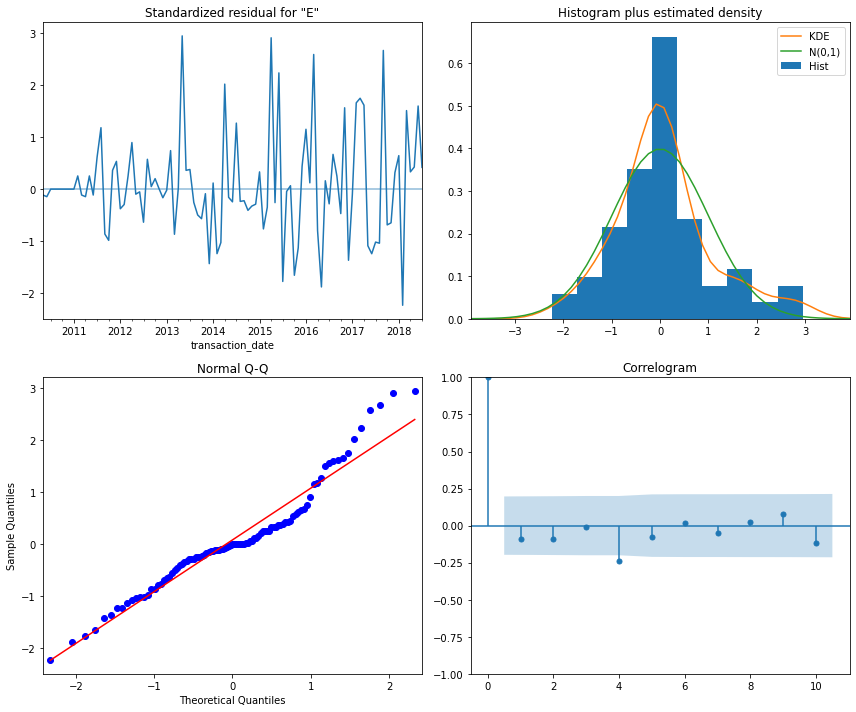 Standardized residual for "E"
3
2
1
0
−1
−2
2011 2012 2013 2014 2015 2016 2017 2018
transaction_date
Histogram plus estimated density
KDE
N(0,1)
Hist
0.6
0.5
0.4
0.3
0.2
0.1
0.0
−3 −2 −1 0 1 2 3
Normal Q-Q
Sample Quantiles
3
2
1
0
−1
−2
−2 −1 0 1 2
Theoretical Quantiles
Correlogram
1.00
0.75
0.50
0.25
0.00
−0.25
−0.50
−0.75
−1.00
0 2 4 6 8 10